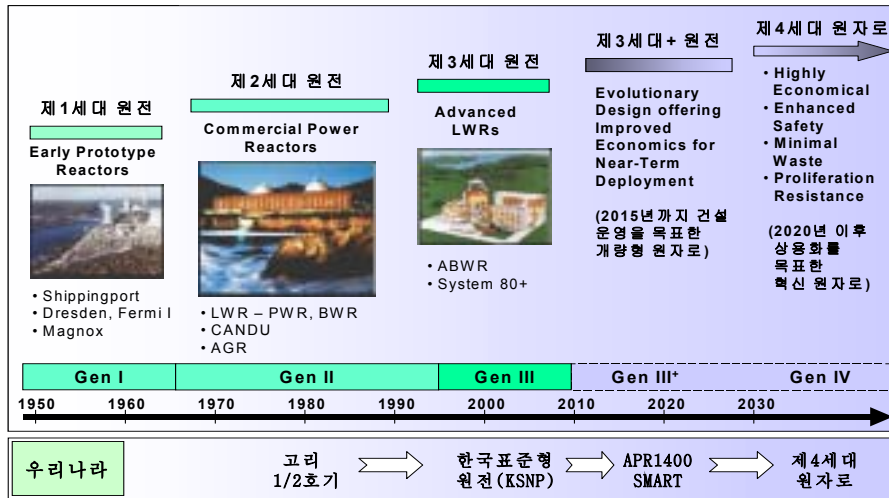 제1세대 원전
Early Prototype
Reactors
• Shippingport
• Dresden, Fermi I
• Magnox
제2세대 원전
Commercial Power
Reactors
• LWR – PWR, BWR
• CANDU
• AGR
제3세대 원전
Advanced
LWRs
• ABWR
• System 80+
제3세대+ 원전
Evolutionary
Design offering
Improved
Economics for
Near-Term
Deployment
(2015년까지 건설
운영을 목표한
개량형 원자로)
제4세대 원자로
• Highly
Economical
• Enhanced
Safety
• Minimal
Waste
• Proliferation
Resistance
(2020년 이후
상용화를
목표한
혁신 원자로)
Gen I Gen II Gen III Gen III+ Gen IV
1950 1960 1970 1980 1990 2000 2010 2020 2030
우리나라
고리
1/2호기
한국표준형
원전(KSNP)
APR1400
SMART
제4세대
원자로